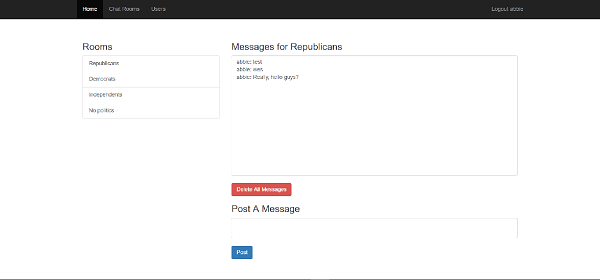 Home Chat Rooms Users Logout abbie
Rooms
Republicans
Democrats
Independents
No politics
Messages for Republicans
abbie: test
abbie: wes
abbie: Really, hello guys?
Delete All Messages
Post A Message
Post